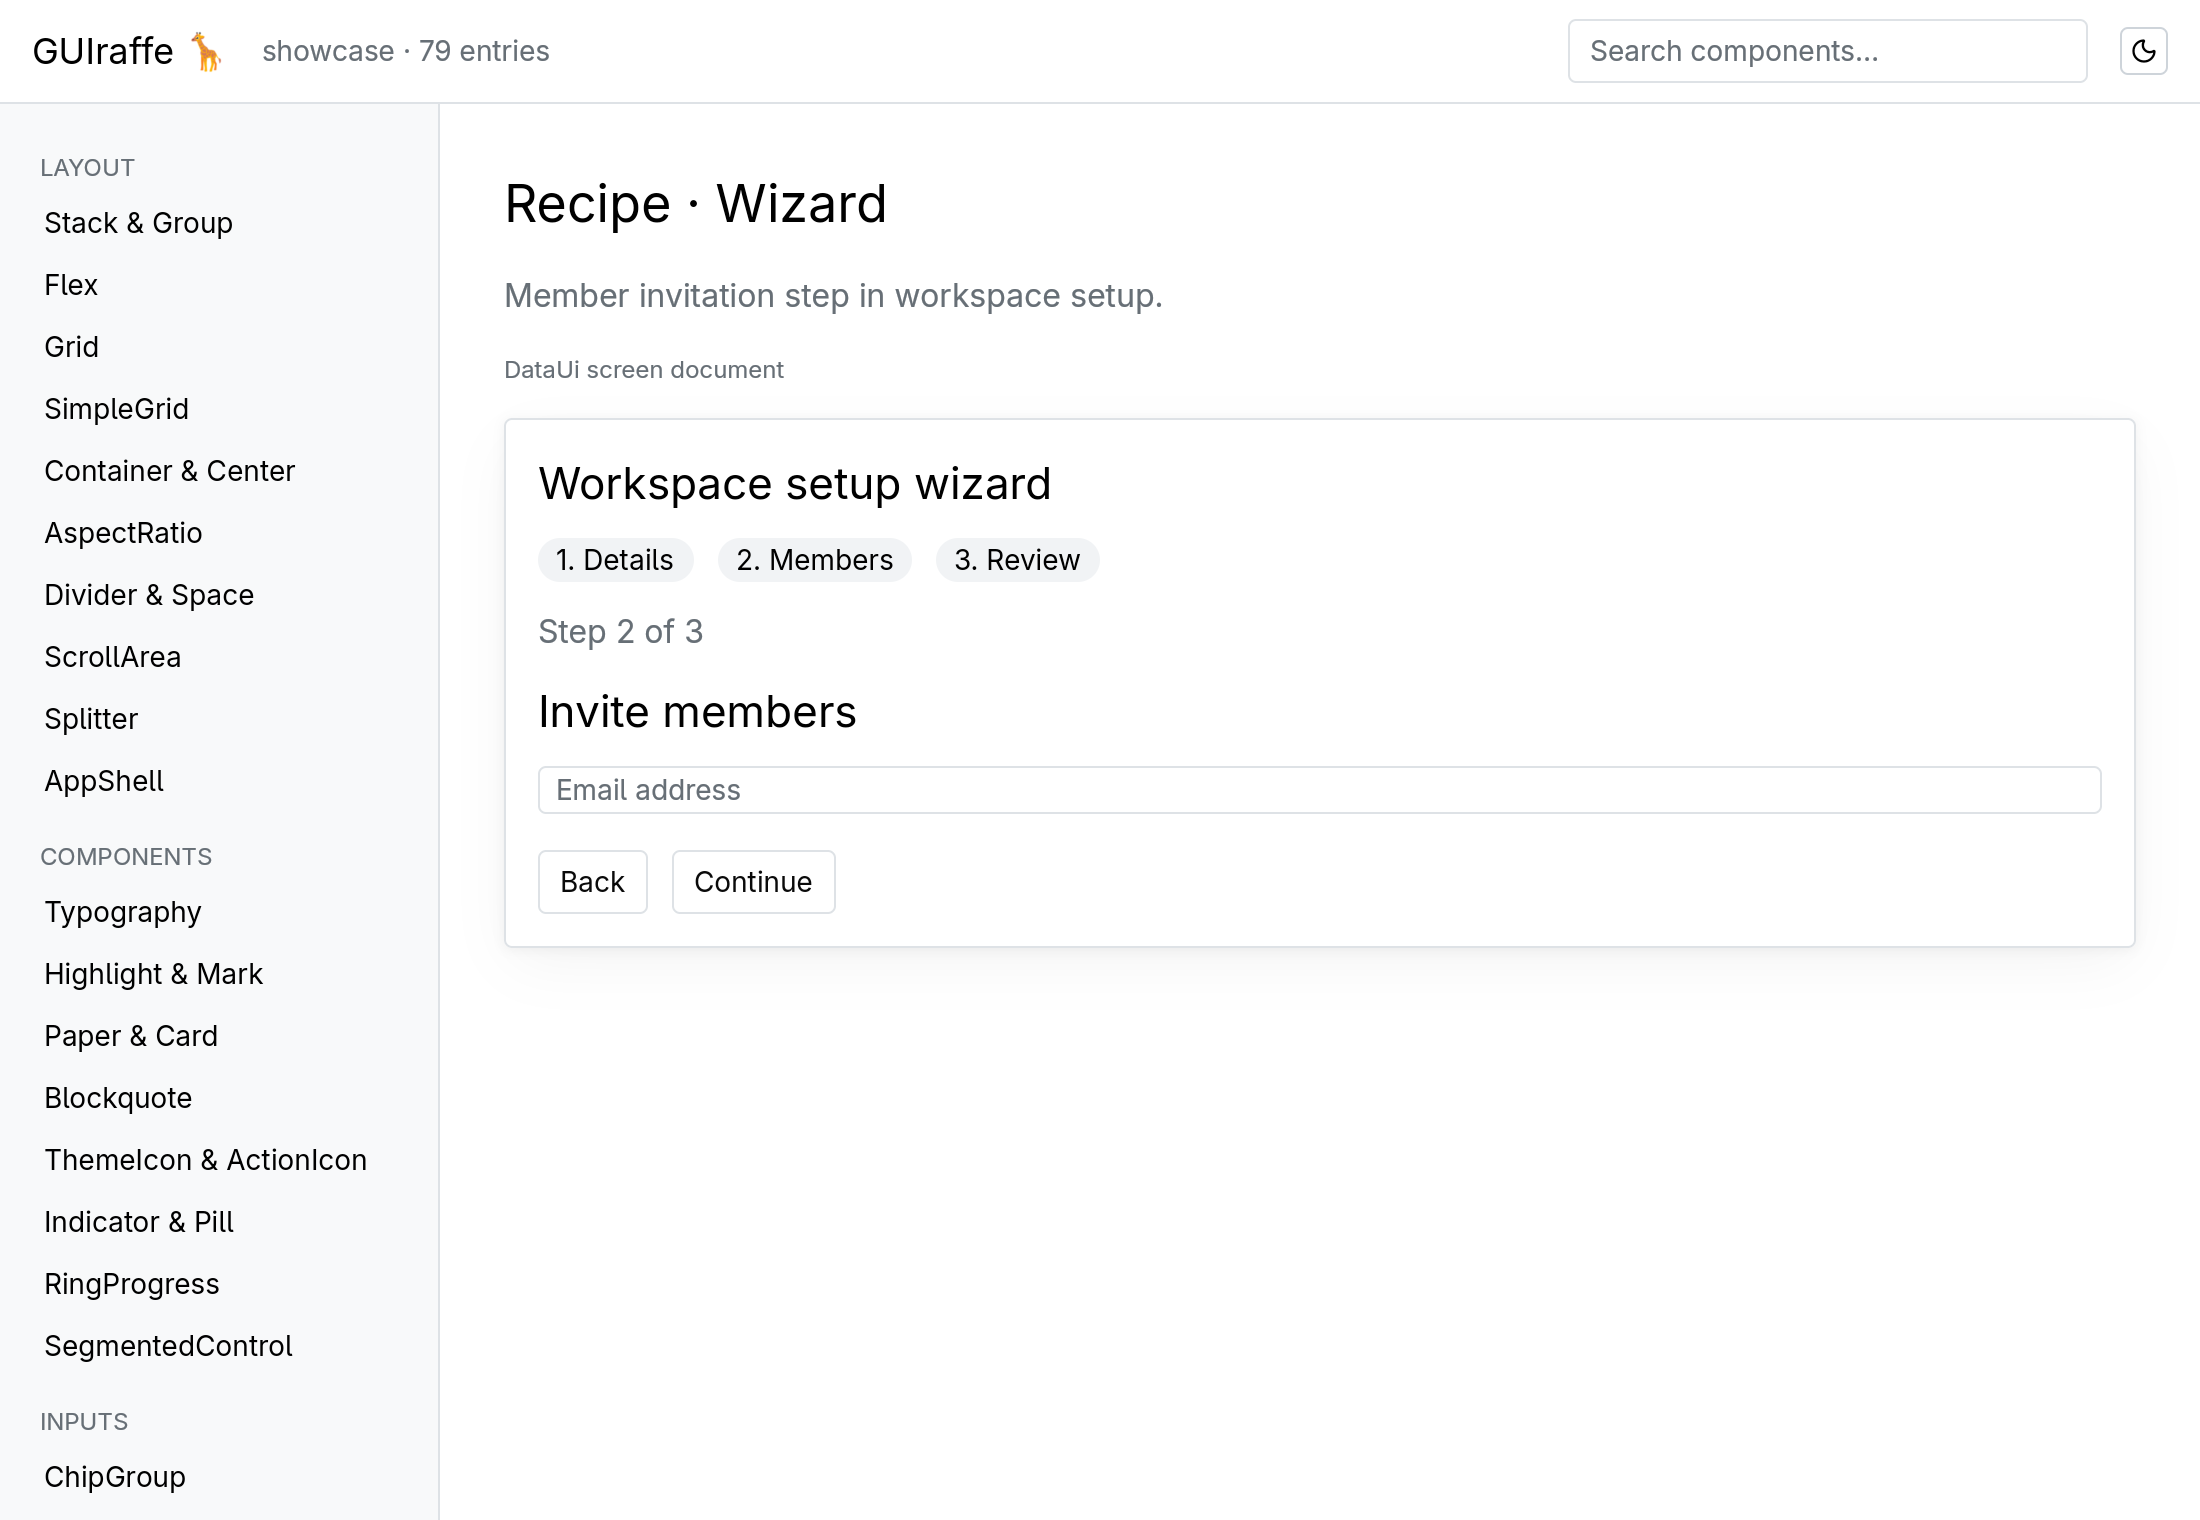 GUIraffe 🦒 showcase · 79 entries
Search components...
LAYOUT
Stack & Group
Flex
Grid
SimpleGrid
Container & Center
AspectRatio
Divider & Space
ScrollArea
Splitter
AppShell
COMPONENTS
Typography
Highlight & Mark
Paper & Card
Blockquote
ThemeIcon & ActionIcon
Indicator & Pill
RingProgress
SegmentedControl
INPUTS
ChipGroup
Recipe · Wizard
Member invitation step in workspace setup.
DataUi screen document
Workspace setup wizard
1. Details 2. Members 3. Review
Step 2 of 3
Invite members
Email address
Back Continue